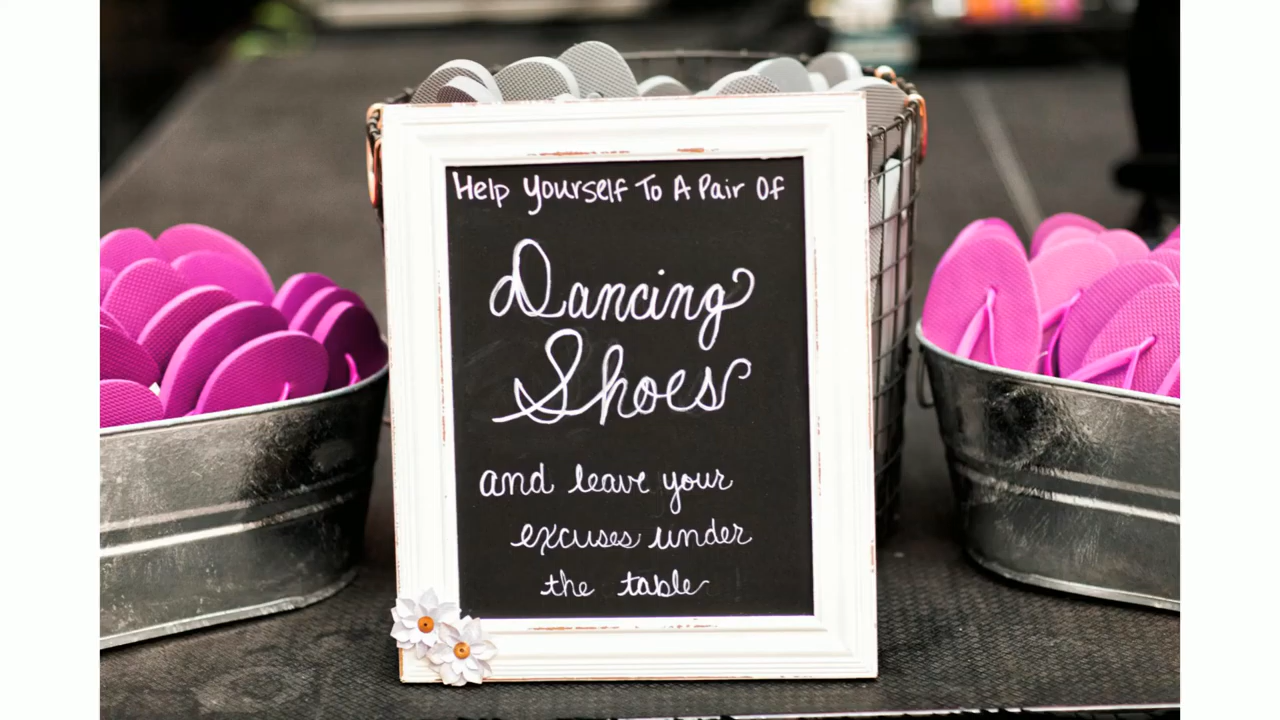 Help Yourself To A Pair Of
Dancing
Shoes
and leave your
excuses under
the table